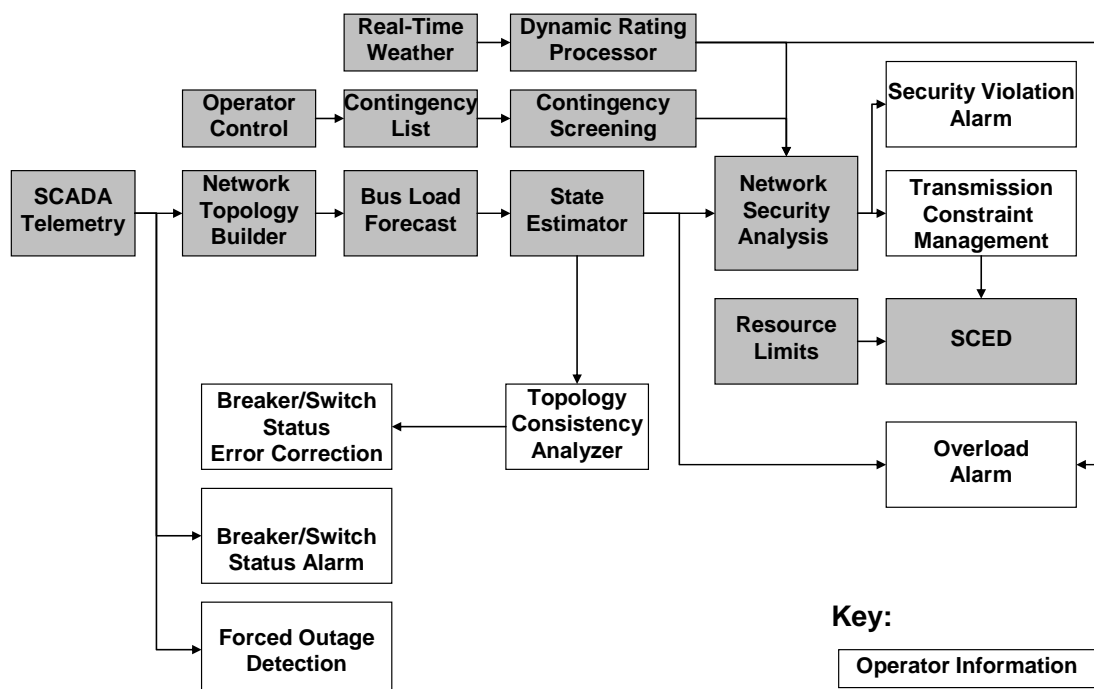 Real-Time
Weather
Dynamic Rating
Processor
Operator
Control
Contingency
List
Contingency
Screening
Security Violation
Alarm
SCADA
Telemetry
Network
Topology
Builder
Bus Load
Forecast
State
Estimator
Network
Security
Analysis
Transmission
Constraint
Management
Resource
Limits
SCED
Breaker/Switch
Status
Error Correction
Topology
Consistency
Analyzer
Overload
Alarm
Breaker/Switch
Status Alarm
Forced Outage
Detection
Key:
Operator Information